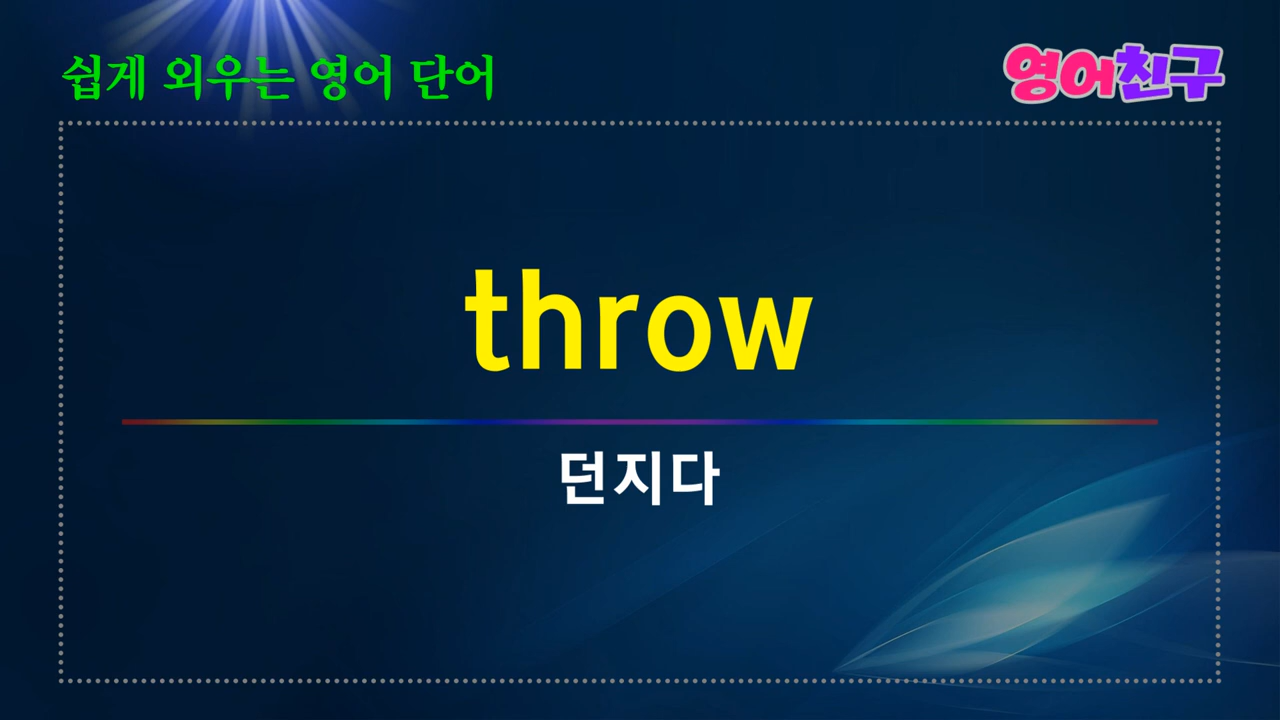 쉽게 외우는 영어 단어
영어친구
throw
던지다